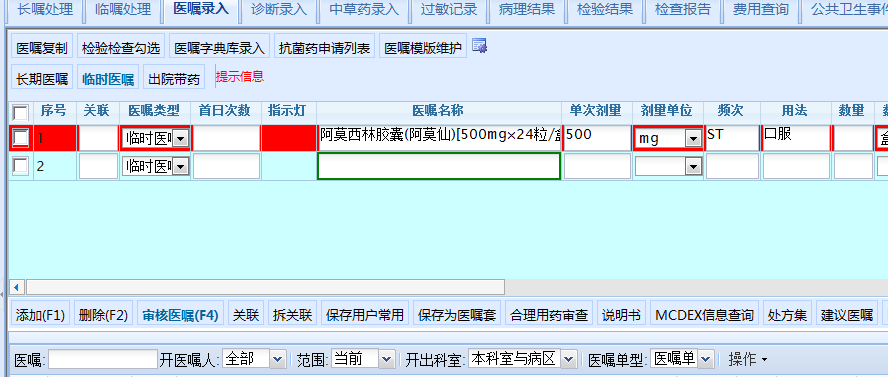 长嘱处理 临嘱处理 医嘱录入 诊断录入 中草药录入 过敏记录 病理结果 检验结果 检查报告 费用查询 公共卫生事
医嘱复制 检验检查勾选 医嘱字典库录入 抗菌药申请列表 医嘱模版维护
长期医嘱 临时医嘱 出院带药 提示信息
序号 关联 医嘱类型 首日次数 指示灯 医嘱名称 单次剂量 剂量单位 频次 用法 数量
1 临时医嘱 阿莫西林胶囊(阿莫仙)[500mg×24粒/盒 500 mg ST 口服 盒
2 临时医嘱
添加(F1) 删除(F2) 审核医嘱(F4) 关联 拆关联 保存用户常用 保存为医嘱套 合理用药审查 说明书 MCDEX信息查询 处方集 建议医嘱
医嘱: 开医嘱人: 全部 范围: 当前 开出科室: 本科室与病区 医嘱单型: 医嘱单 操作